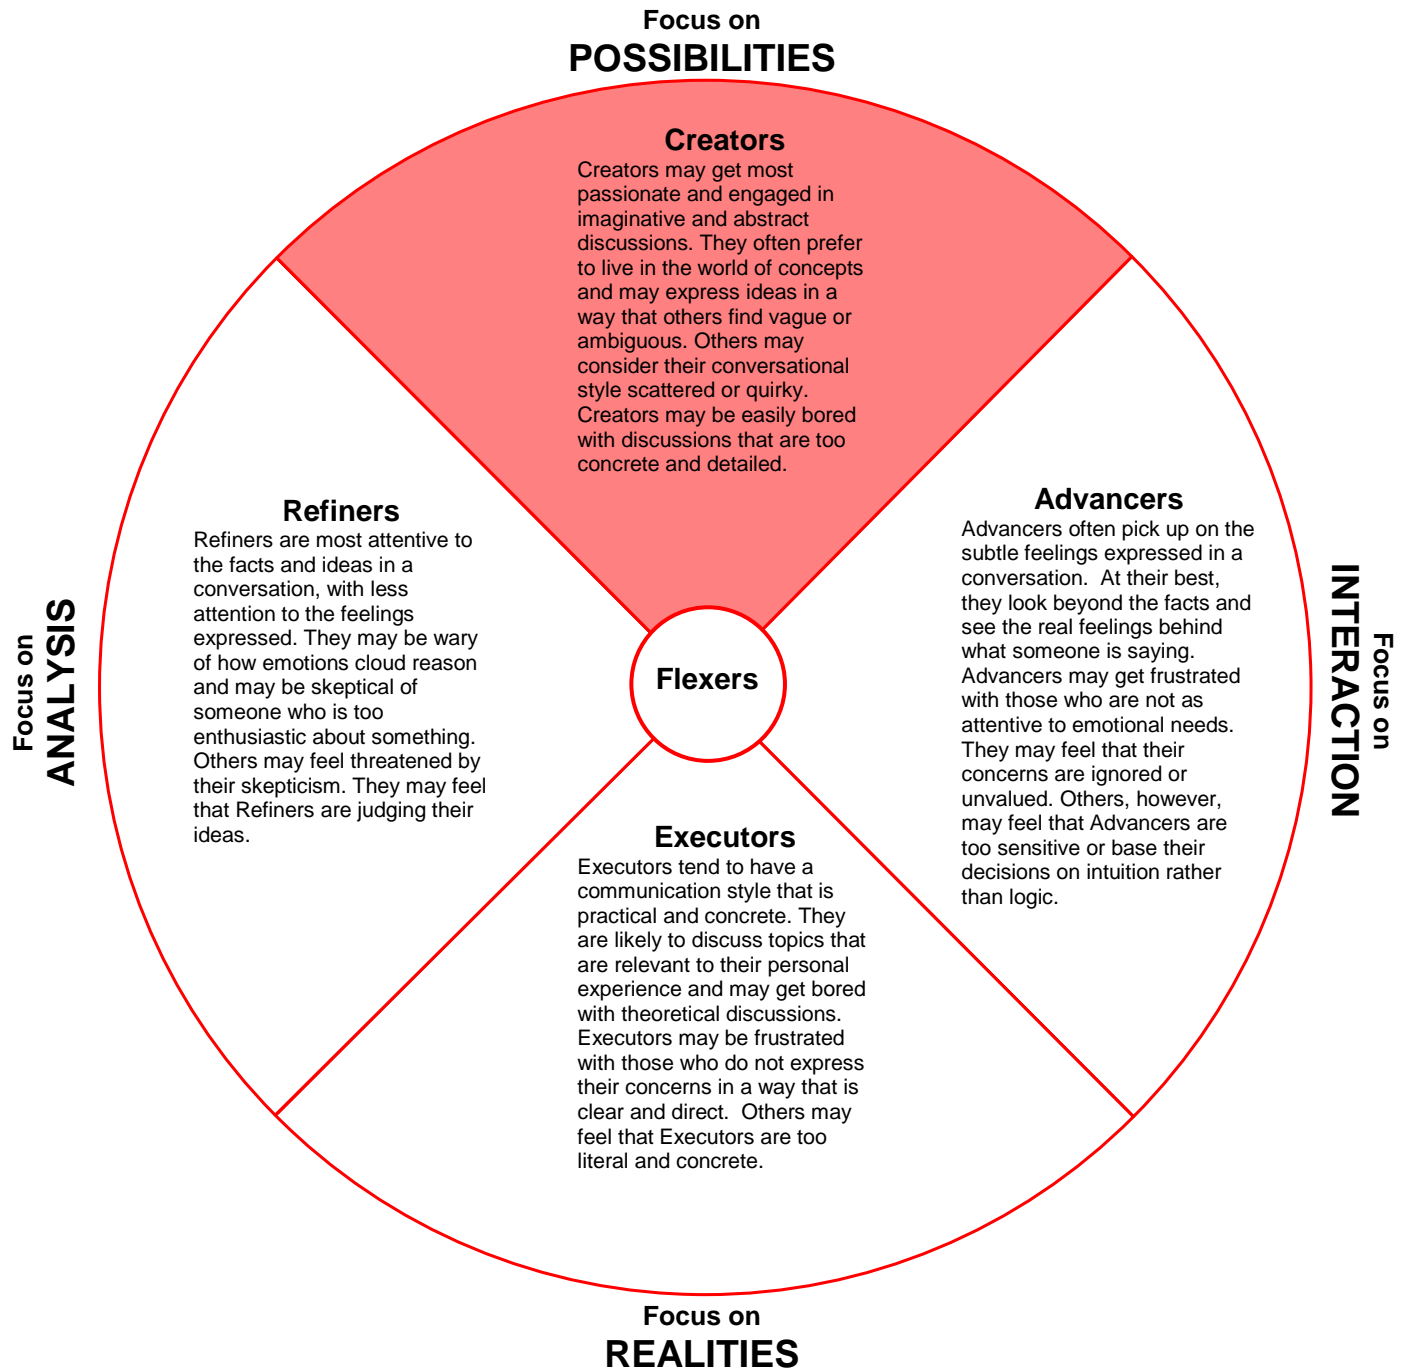 Focus on
POSSIBILITIES
Creators
Creators may get most
passionate and engaged in
imaginative and abstract
discussions. They often prefer
to live in the world of concepts
and may express ideas in a
way that others find vague or
ambiguous. Others may
consider their conversational
style scattered or quirky.
Creators may be easily bored
with discussions that are too
concrete and detailed.
Focus on
ANALYSIS
Refiners
Refiners are most attentive to
the facts and ideas in a
conversation, with less
attention to the feelings
expressed. They may be wary
of how emotions cloud reason
and may be skeptical of
someone who is too
enthusiastic about something.
Others may feel threatened by
their skepticism. They may feel
that Refiners are judging their
ideas.
Flexers
Advancers
Advancers often pick up on the
subtle feelings expressed in a
conversation.  At their best,
they look beyond the facts and
see the real feelings behind
what someone is saying.
Advancers may get frustrated
with those who are not as
attentive to emotional needs.
They may feel that their
concerns are ignored or
unvalued. Others, however,
may feel that Advancers are
too sensitive or base their
decisions on intuition rather
than logic.
Focus on
INTERACTION
Executors
Executors tend to have a
communication style that is
practical and concrete. They
are likely to discuss topics that
are relevant to their personal
experience and may get bored
with theoretical discussions.
Executors may be frustrated
with those who do not express
their concerns in a way that is
clear and direct.  Others may
feel that Executors are too
literal and concrete.
Focus on
REALITIES